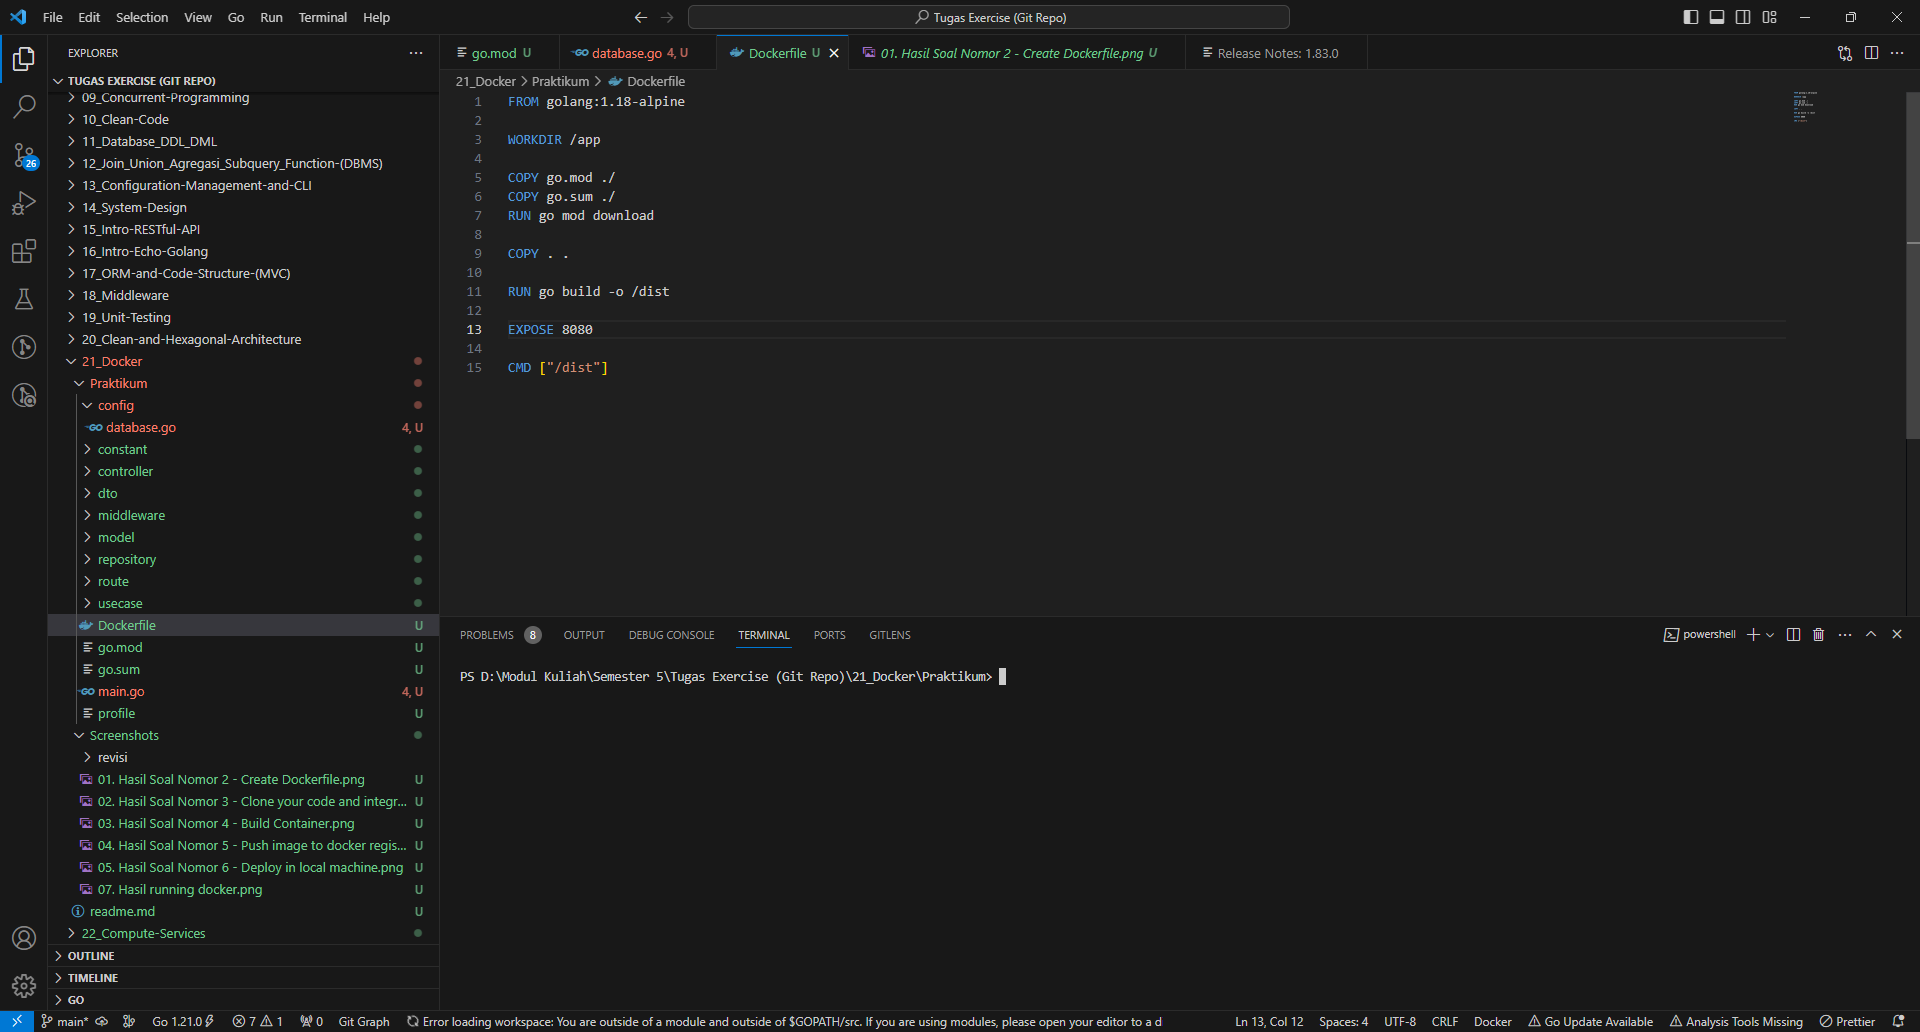 File Edit Selection View Go Run Terminal Help
Tugas Exercise (Git Repo)
EXPLORER
TUGAS EXERCISE (GIT REPO)
09_Concurrent-Programming
10_Clean-Code
11_Database_DDL_DML
12_Join_Union_Agregasi_Subquery_Function-(DBMS)
13_Configuration-Management-and-CLI
14_System-Design
15_Intro-RESTful-API
16_Intro-Echo-Golang
17_ORM-and-Code-Structure-(MVC)
18_Middleware
19_Unit-Testing
20_Clean-and-Hexagonal-Architecture
21_Docker
Praktikum
config
database.go 4, U
constant
controller
dto
middleware
model
repository
route
usecase
Dockerfile U
go.mod U
go.sum U
main.go 4, U
profile U
Screenshots
revisi
01. Hasil Soal Nomor 2 - Create Dockerfile.png U
02. Hasil Soal Nomor 3 - Clone your code and integr... U
03. Hasil Soal Nomor 4 - Build Container.png U
04. Hasil Soal Nomor 5 - Push image to docker regis... U
05. Hasil Soal Nomor 6 - Deploy in local machine.png U
07. Hasil running docker.png U
readme.md U
22_Compute-Services
OUTLINE
TIMELINE
GO
26
go.mod U database.go 4, U Dockerfile U 01. Hasil Soal Nomor 2 - Create Dockerfile.png U Release Notes: 1.83.0
21_Docker > Praktikum > Dockerfile
1 FROM golang:1.18-alpine
2
3 WORKDIR /app
4
5 COPY go.mod ./
6 COPY go.sum ./
7 RUN go mod download
8
9 COPY . .
10
11 RUN go build -o /dist
12
13 EXPOSE 8080
14
15 CMD ["/dist"]
PROBLEMS 8 OUTPUT DEBUG CONSOLE TERMINAL PORTS GITLENS
powershell
PS D:\Modul Kuliah\Semester 5\Tugas Exercise (Git Repo)\21_Docker\Praktikum>
main* Go 1.21.0 7 1 0 Git Graph Error loading workspace: You are outside of a module and outside of $GOPATH/src. If you are using modules, please open your editor to a d
Ln 13, Col 12 Spaces: 4 UTF-8 CRLF Docker Go Update Available Analysis Tools Missing Prettier